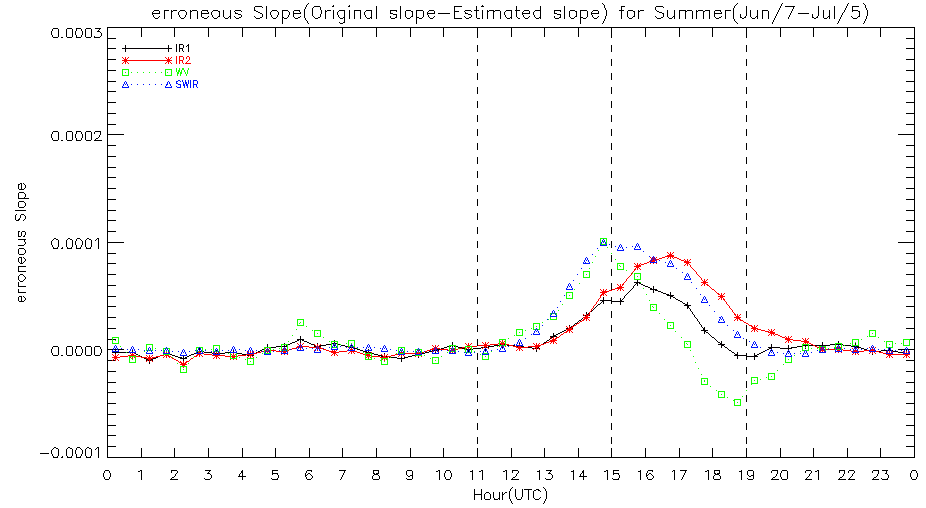 erroneous Slope(Original slope-Estimated slope) for Summer(Jun/7-Jul/5)
0.0003
IR1
IR2
WV
SWIR
0.0002
erroneous Slope
0.0001
0.0000
-0.0001
0 1 2 3 4 5 6 7 8 9 10 11 12 13 14 15 16 17 18 19 20 21 22 23 0
Hour(UTC)